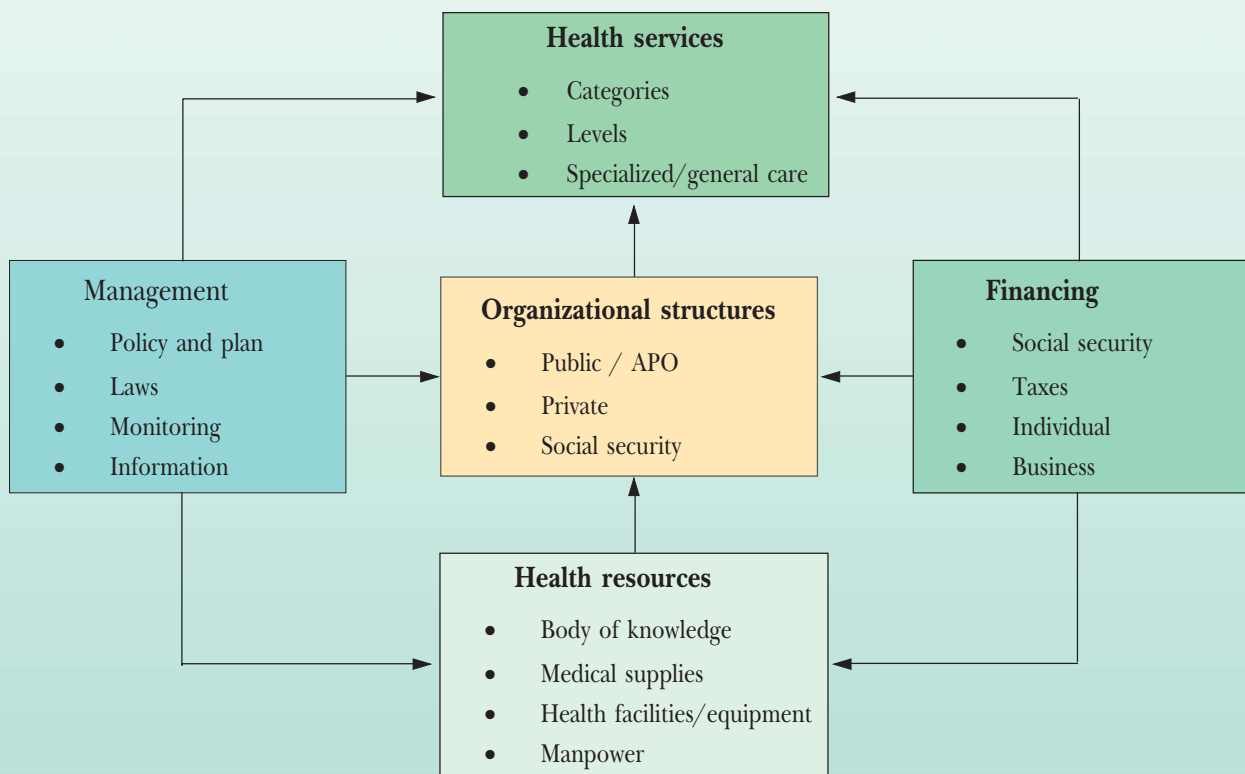 Health services
• Categories
• Levels
• Specialized/general care
Management
• Policy and plan
• Laws
• Monitoring
• Information
Organizational structures
• Public / APO
• Private
• Social security
Financing
• Social security
• Taxes
• Individual
• Business
Health resources
• Body of knowledge
• Medical supplies
• Health facilities/equipment
• Manpower